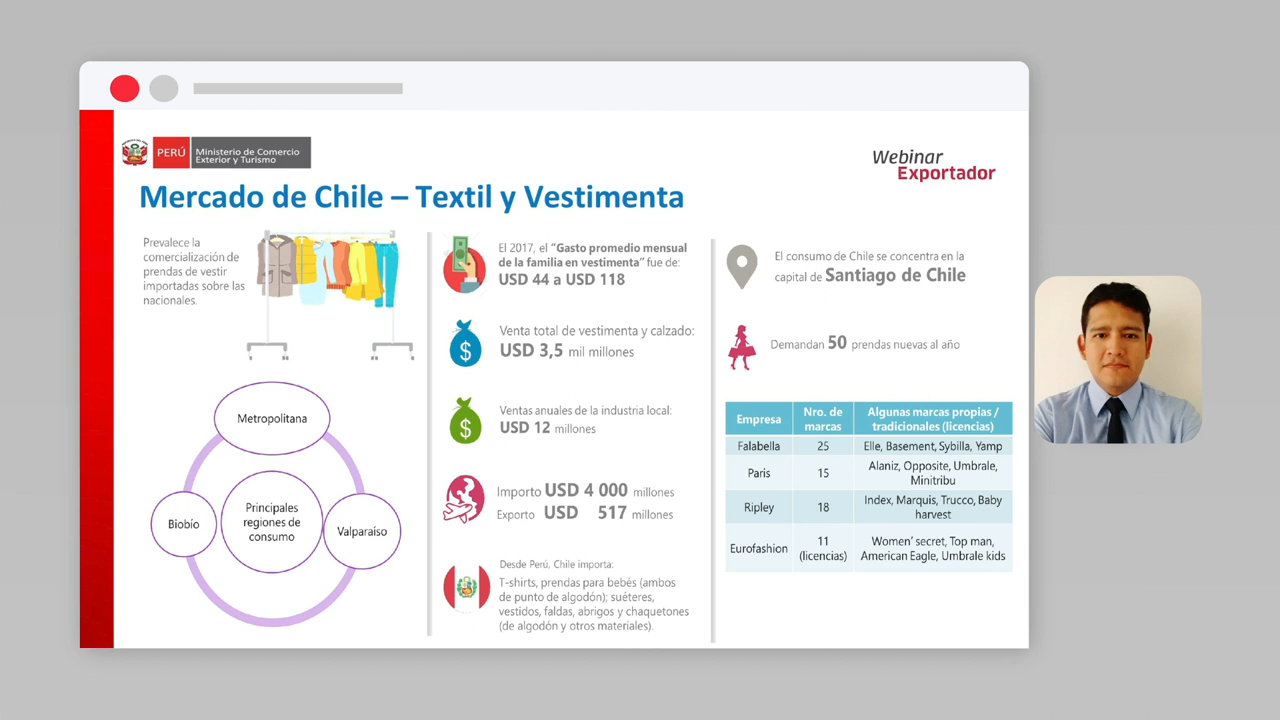 PERÚ
Ministerio de Comercio
Exterior y Turismo
Webinar
Exportador
Mercado de Chile – Textil y Vestimenta
Prevalece la
comercialización de
prendas de vestir
importadas sobre las
nacionales.
Metropolitana
Biobío
Principales
regiones de
consumo
Valparaíso
El 2017, el "Gasto promedio mensual
de la familia en vestimenta" fue de:
USD 44 a USD 118
Venta total de vestimenta y calzado:
USD 3,5 mil millones
Ventas anuales de la industria local:
USD 12 millones
Importo USD 4 000 millones
Exporto USD 517 millones
Desde Perú, Chile importa:
T-shirts, prendas para bebés (ambos
de punto de algodón); suéteres,
vestidos, faldas, abrigos y chaquetones
(de algodón y otros materiales).
El consumo de Chile se concentra en la
capital de Santiago de Chile
Demandan 50 prendas nuevas al año
Empresa
Nro. de
marcas
Algunas marcas propias /
tradicionales (licencias)
Falabella 25 Elle, Basement, Sybilla, Yamp
Paris 15 Alaniz, Opposite, Umbrale,
Minitribu
Ripley 18 Index, Marquis, Trucco, Baby
harvest
Eurofashion 11
(licencias)
Women' secret, Top man,
American Eagle, Umbrale kids